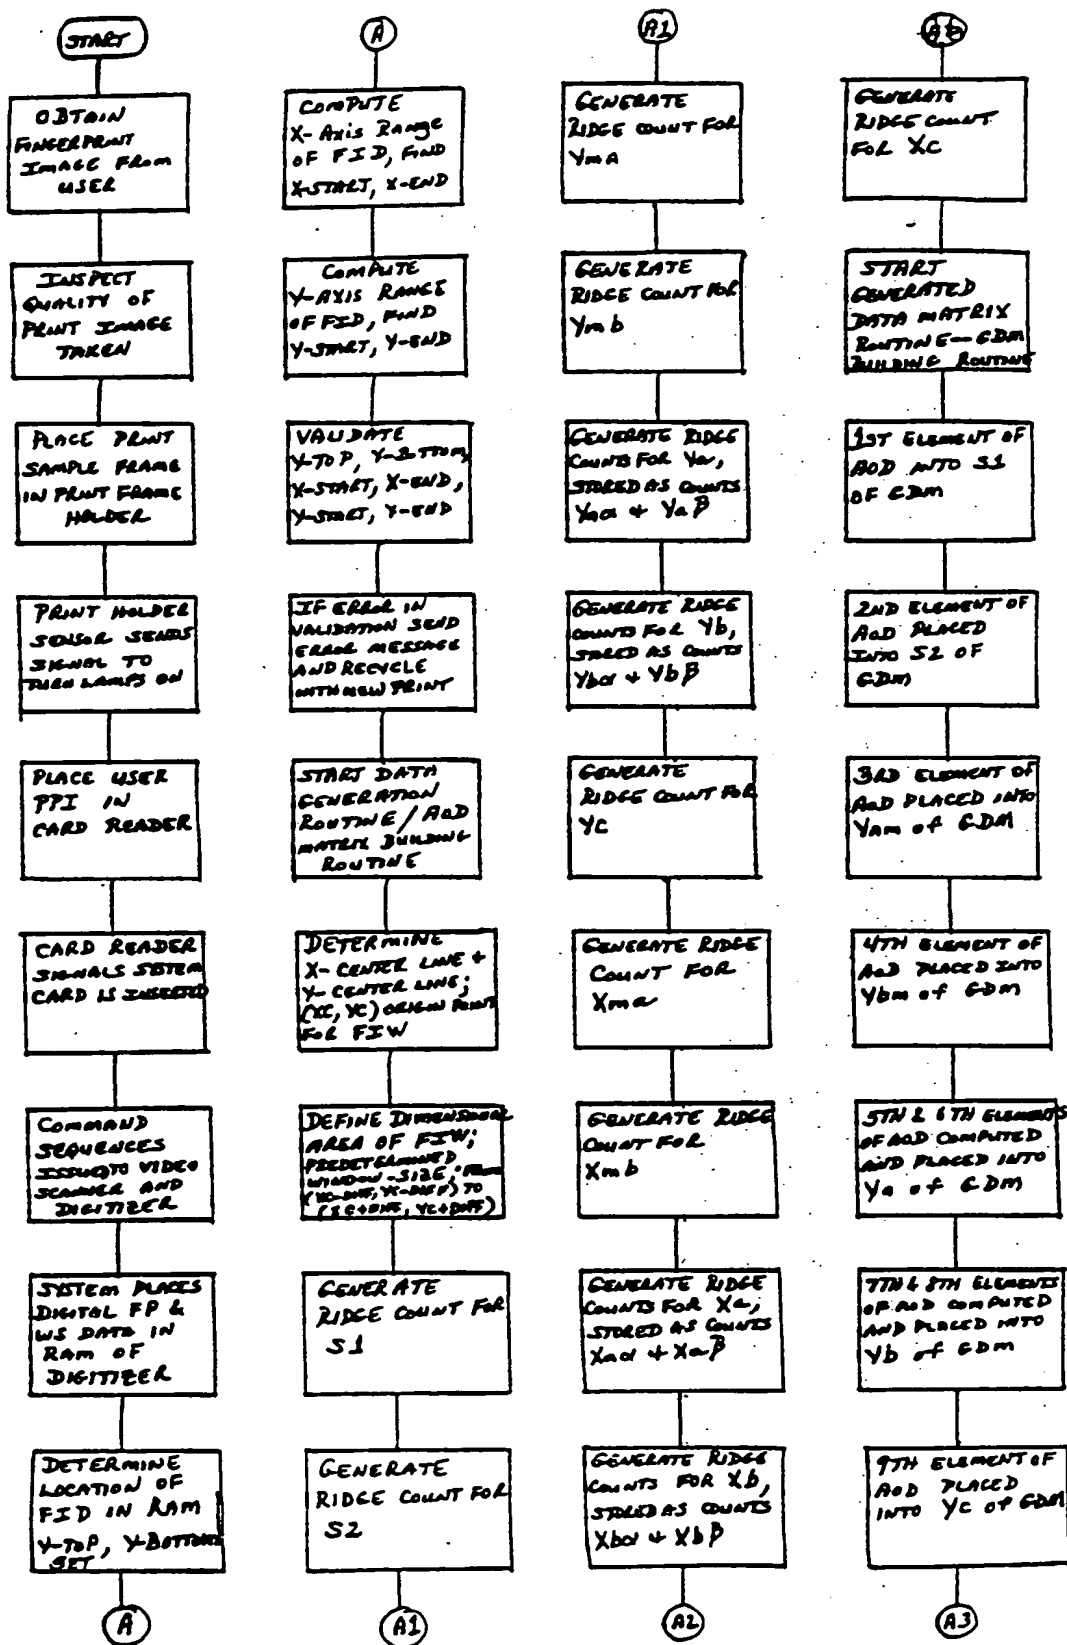 START
OBTAIN
FINGERPRINT
IMAGE FROM
USER
INSPECT
QUALITY OF
PRINT IMAGE
TAKEN
PLACE PRINT
SAMPLE FRAME
IN PRINT FRAME
HOLDER
PRINT HOLDER
SENSOR SENDS
SIGNAL TO
TURN LAMPS ON
PLACE USER
PPI IN
CARD READER
CARD READER
SIGNALS SYSTEM
CARD IS INSERTED
COMMAND
SEQUENCES
ISSUED TO VIDEO
SCANNER AND
DIGITIZER
SYSTEM PLACES
DIGITAL FP &
WS DATA IN
RAM OF
DIGITIZER
DETERMINE
LOCATION OF
FID IN RAM
Y-TOP, Y-BOTTOM
SET
A
A
COMPUTE
X-AXIS RANGE
OF FID, FIND
X-START, X-END
COMPUTE
Y-AXIS RANGE
OF FID, FIND
Y-START, Y-END
VALIDATE
Y-TOP, Y-BOTTOM,
X-START, X-END,
Y-START, Y-END
IF ERROR IN
VALIDATION SEND
ERROR MESSAGE
AND RECYCLE
WITH NEW PRINT
START DATA
GENERATION
ROUTINE / AOD
MATRIX BUILDING
ROUTINE
DETERMINE
X-CENTER LINE +
Y-CENTER LINE;
(XC, YC) ORIGIN POINT
FOR FIW
DEFINE DIMENSIONAL
AREA OF FIW;
PREDETERMINED
WINDOW-SIZE;
(XC-DIFF, YC-DIFF) TO
(XC+DIFF, YC+DIFF)
GENERATE
RIDGE COUNT FOR
S1
GENERATE
RIDGE COUNT FOR
S2
A1
A1
GENERATE
RIDGE COUNT FOR
Yma
GENERATE
RIDGE COUNT FOR
Ymb
GENERATE RIDGE
COUNTS FOR Ya,
STORED AS COUNTS
Yaα + Yaβ
GENERATE RIDGE
COUNTS FOR Yb,
STORED AS COUNTS
Ybα + Ybβ
GENERATE
RIDGE COUNT FOR
YC
GENERATE RIDGE
COUNT FOR
Xma
GENERATE RIDGE
COUNT FOR
Xmb
GENERATE RIDGE
COUNTS FOR Xa,
STORED AS COUNTS
Xaα + Xaβ
GENERATE RIDGE
COUNTS FOR Xb,
STORED AS COUNTS
Xbα + Xbβ
A2
GENERATE
RIDGE COUNT
FOR XC
START
GENERATED
DATA MATRIX
ROUTINE—GDM
BUILDING ROUTINE
1ST ELEMENT OF
AOD INTO S1
OF GDM
2ND ELEMENT OF
AOD PLACED
INTO S2 OF
GDM
3RD ELEMENT OF
AOD PLACED INTO
Yam of GDM
4TH ELEMENT OF
AOD PLACED INTO
Ybm of GDM
5TH & 6TH ELEMENTS
OF AOD COMPUTED
AND PLACED INTO
Ya of GDM
7TH & 8TH ELEMENTS
OF AOD COMPUTED
AND PLACED INTO
Yb of GDM
9TH ELEMENT OF
AOD PLACED
INTO YC of GDM
A3